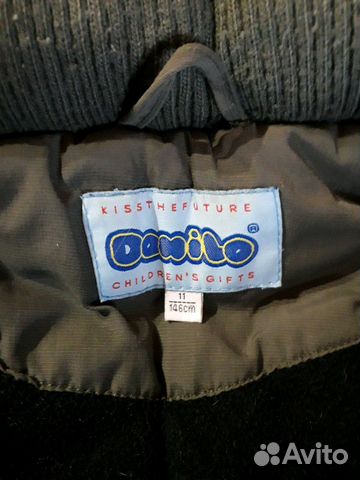 KISSTHEFUTURE
Danilo®
CHILDREN'S GIFTS
11
146cm
Avito